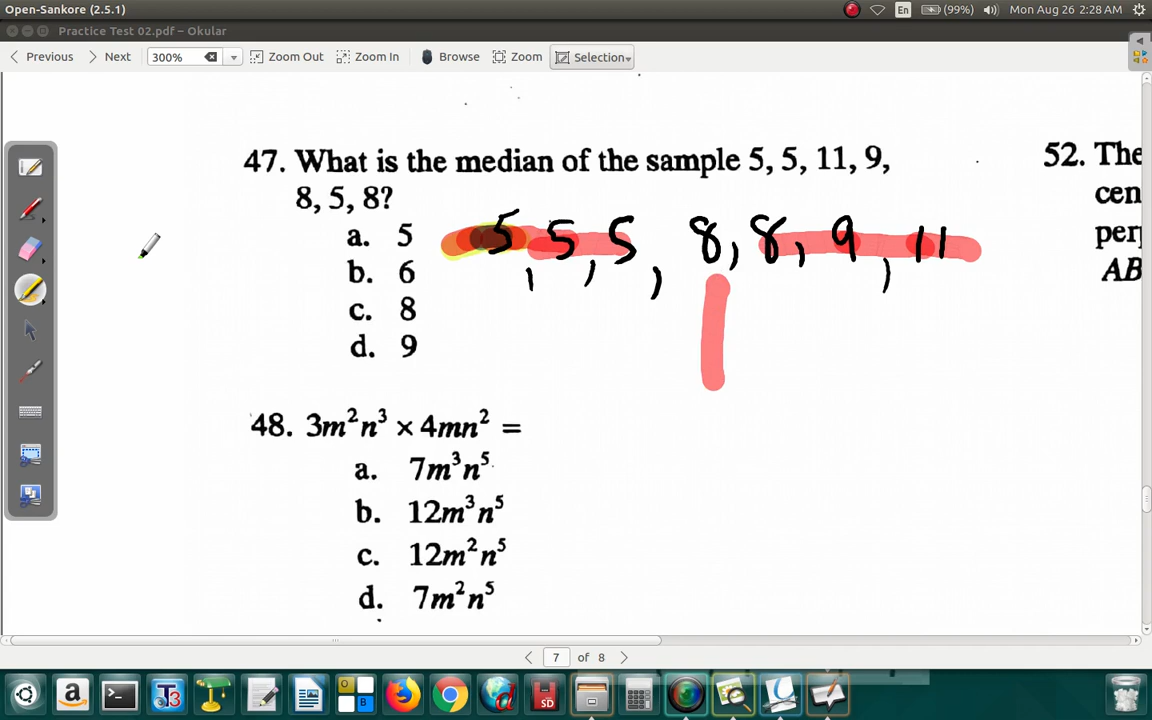 Open-Sankore (2.5.1)
En
(99%)
Mon Aug 26 2:28 AM
Practice Test 02.pdf – Okular
Previous
Next
300%
Zoom Out
Zoom In
Browse
Zoom
Selection
47. What is the median of the sample 5, 5, 11, 9,
8, 5, 8?
a. 5
b. 6
c. 8
d. 9
5, 5, 5, 8, 8, 9, 11
48. 3m²n³ × 4mn² =
a. 7m³n⁵
b. 12m³n⁵
c. 12m²n⁵
d. 7m²n⁵
52. The
cen
per
AB
7 of 8
SD